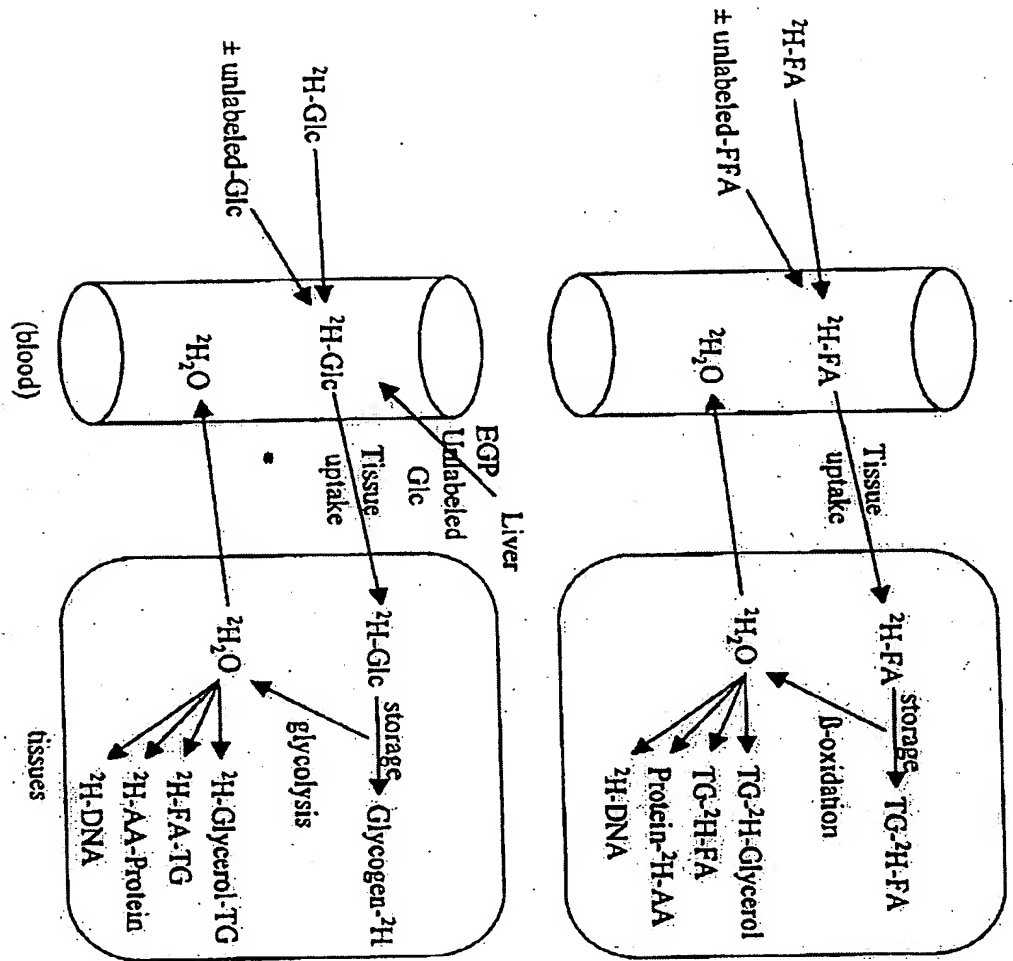 ²H-FA
± unlabeled-FFA
²H-FA
²H₂O
Tissue
uptake
²H-FA
storage
TG-²H-FA
ß-oxidation
²H₂O
TG-²H-Glycerol
TG-²H-FA
Protein-²H-AA
²H-DNA
²H-Glc
± unlabeled-Glc
²H-Glc
²H₂O
(blood)
Liver
EGP
Unlabeled
Glc
Tissue
uptake
²H-Glc
storage
Glycogen-²H
glycolysis
²H₂O
²H-Glycerol-TG
²H-FA-TG
²H-AA-Protein
²H-DNA
tissues